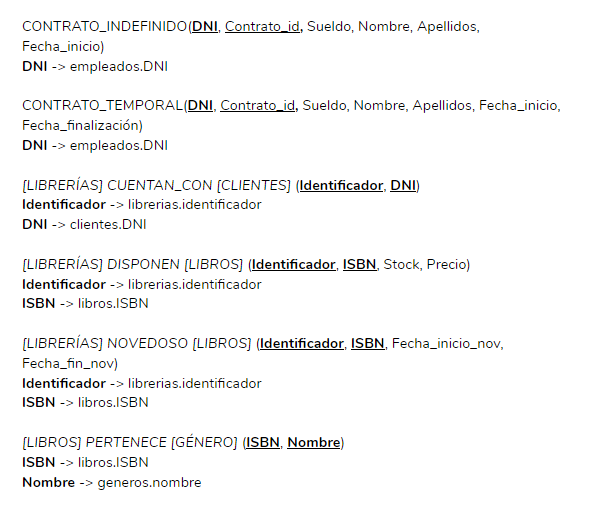 CONTRATO_INDEFINIDO(DNI, Contrato_id, Sueldo, Nombre, Apellidos,
Fecha_inicio)
DNI -> empleados.DNI
CONTRATO_TEMPORAL(DNI, Contrato_id, Sueldo, Nombre, Apellidos, Fecha_inicio,
Fecha_finalización)
DNI -> empleados.DNI
[LIBRERÍAS] CUENTAN_CON [CLIENTES] (Identificador, DNI)
Identificador -> librerias.identificador
DNI -> clientes.DNI
[LIBRERÍAS] DISPONEN [LIBROS] (Identificador, ISBN, Stock, Precio)
Identificador -> librerias.identificador
ISBN -> libros.ISBN
[LIBRERÍAS] NOVEDOSO [LIBROS] (Identificador, ISBN, Fecha_inicio_nov,
Fecha_fin_nov)
Identificador -> librerias.identificador
ISBN -> libros.ISBN
[LIBROS] PERTENECE [GÉNERO] (ISBN, Nombre)
ISBN -> libros.ISBN
Nombre -> generos.nombre